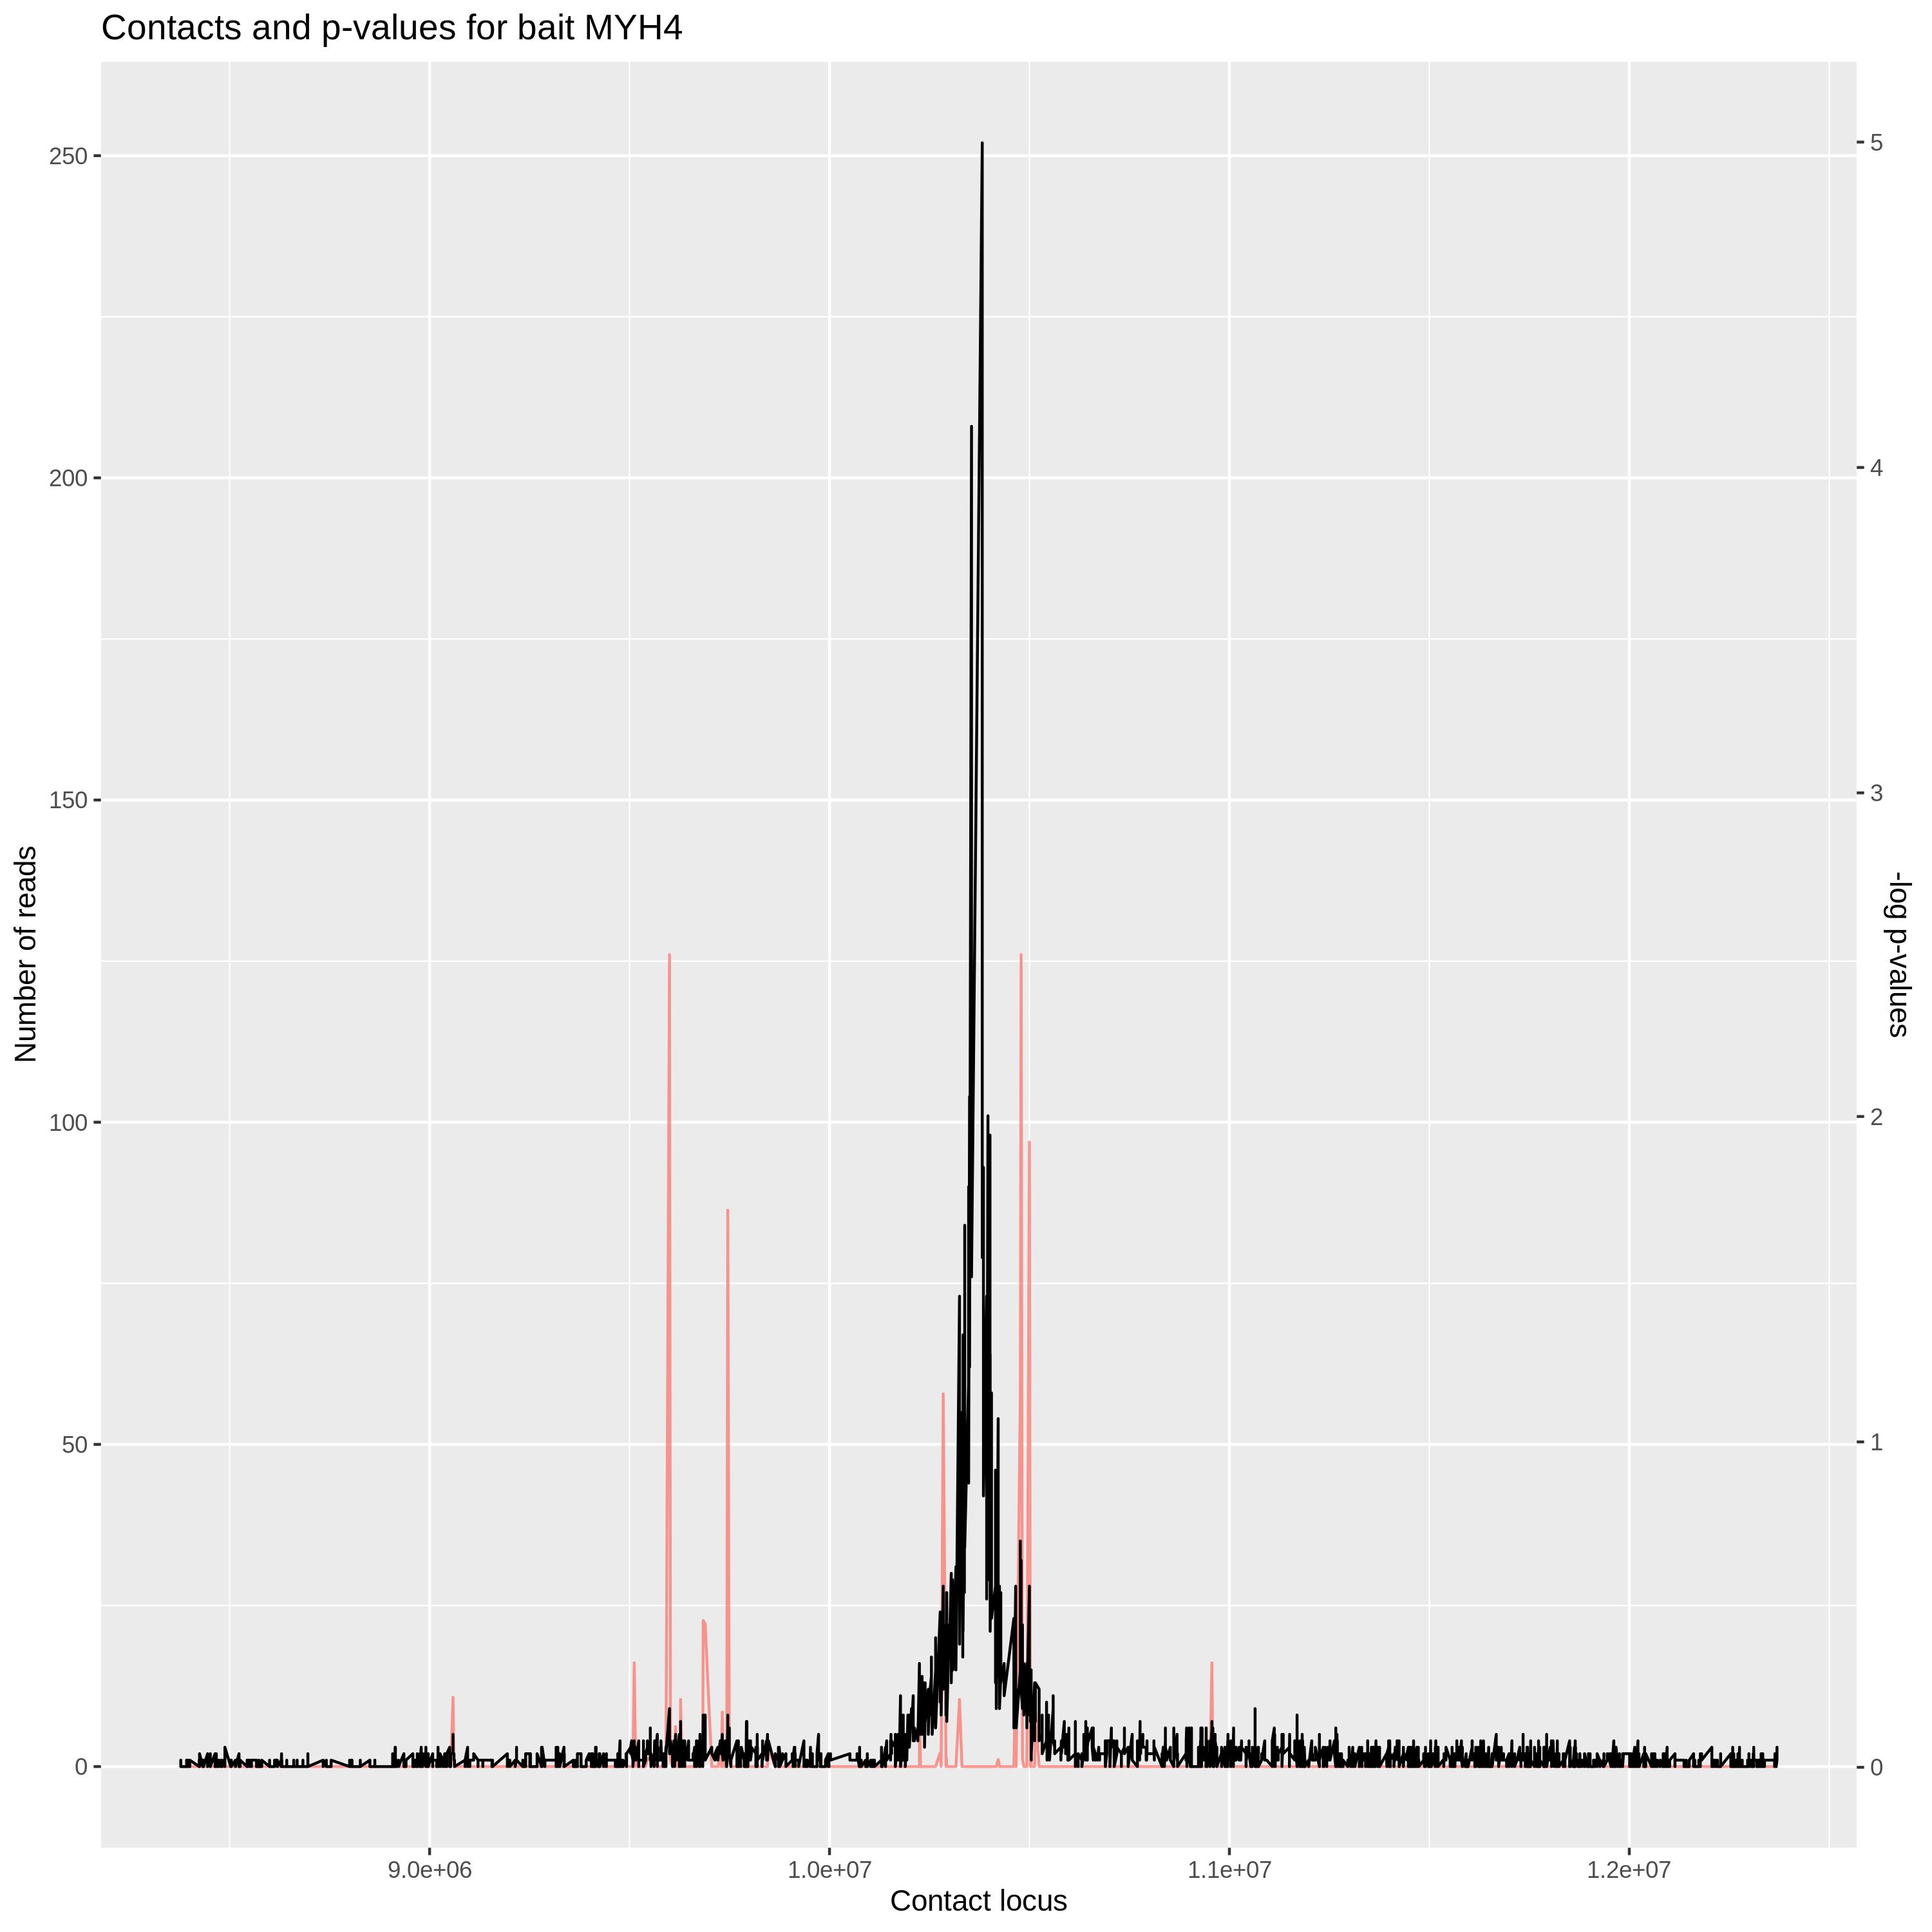 Contacts and p-values for bait MYH4
250
200
150
100
50
0
Number of reads
5
4
3
2
1
0
-log p-values
9.0e+06
1.0e+07
1.1e+07
1.2e+07
Contact locus